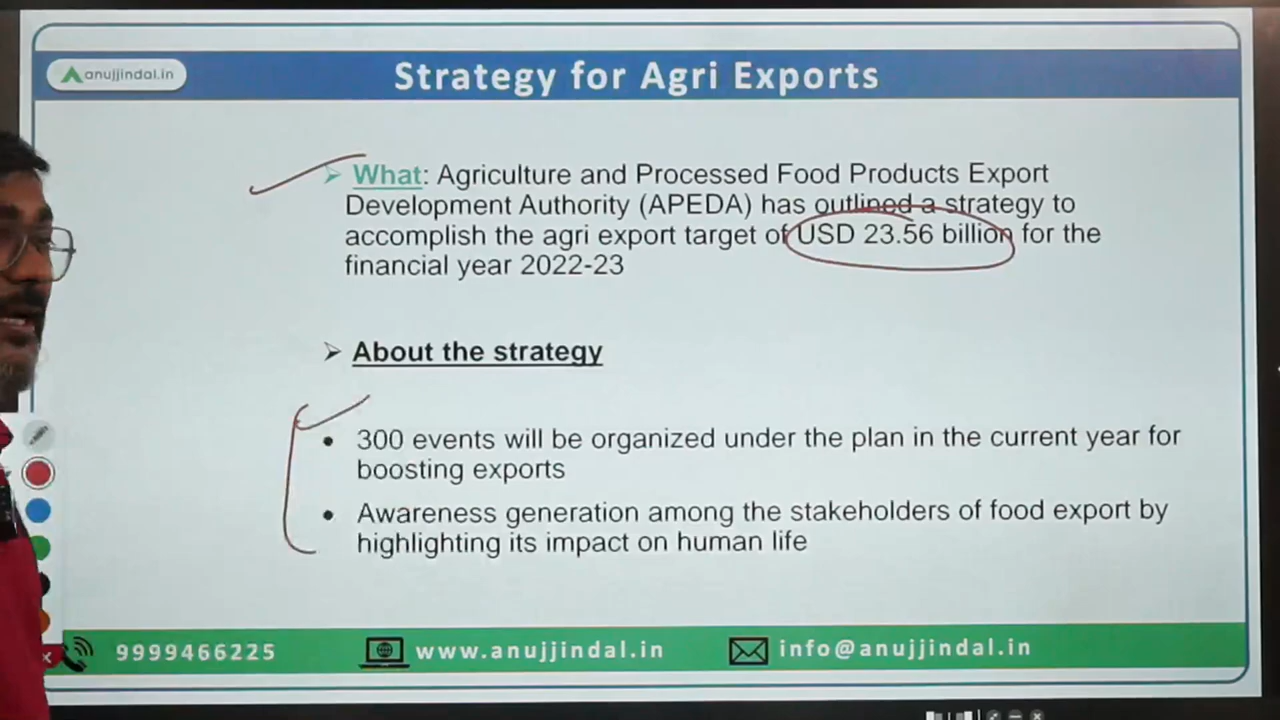 anujjindal.in
Strategy for Agri Exports
What: Agriculture and Processed Food Products Export
Development Authority (APEDA) has outlined a strategy to
accomplish the agri export target of USD 23.56 billion for the
financial year 2022-23
About the strategy
• 300 events will be organized under the plan in the current year for
boosting exports
• Awareness generation among the stakeholders of food export by
highlighting its impact on human life
9999466225
www.anujjindal.in
info@anujjindal.in